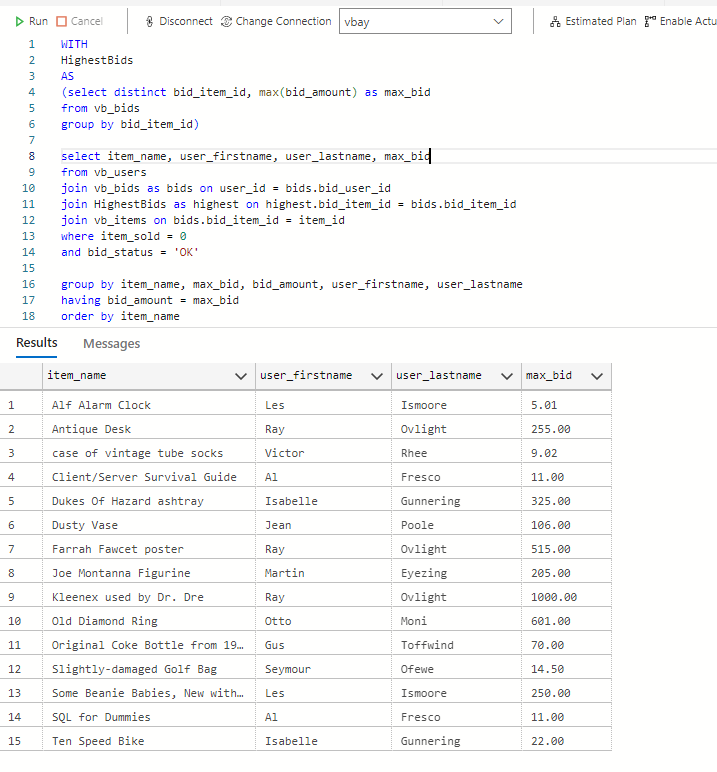 Run Cancel Disconnect Change Connection vbay Estimated Plan Enable Actu
1 WITH
2 HighestBids
3 AS
4 (select distinct bid_item_id, max(bid_amount) as max_bid
5 from vb_bids
6 group by bid_item_id)
7
8 select item_name, user_firstname, user_lastname, max_bid
9 from vb_users
10 join vb_bids as bids on user_id = bids.bid_user_id
11 join HighestBids as highest on highest.bid_item_id = bids.bid_item_id
12 join vb_items on bids.bid_item_id = item_id
13 where item_sold = 0
14 and bid_status = 'OK'
15
16 group by item_name, max_bid, bid_amount, user_firstname, user_lastname
17 having bid_amount = max_bid
18 order by item_name
Results Messages
item_name user_firstname user_lastname max_bid
1 Alf Alarm Clock Les Ismoore 5.01
2 Antique Desk Ray Ovlight 255.00
3 case of vintage tube socks Victor Rhee 9.02
4 Client/Server Survival Guide Al Fresco 11.00
5 Dukes Of Hazard ashtray Isabelle Gunnering 325.00
6 Dusty Vase Jean Poole 106.00
7 Farrah Fawcet poster Ray Ovlight 515.00
8 Joe Montanna Figurine Martin Eyezing 205.00
9 Kleenex used by Dr. Dre Ray Ovlight 1000.00
10 Old Diamond Ring Otto Moni 601.00
11 Original Coke Bottle from 19… Gus Toffwind 70.00
12 Slightly-damaged Golf Bag Seymour Ofewe 14.50
13 Some Beanie Babies, New with… Les Ismoore 250.00
14 SQL for Dummies Al Fresco 11.00
15 Ten Speed Bike Isabelle Gunnering 22.00